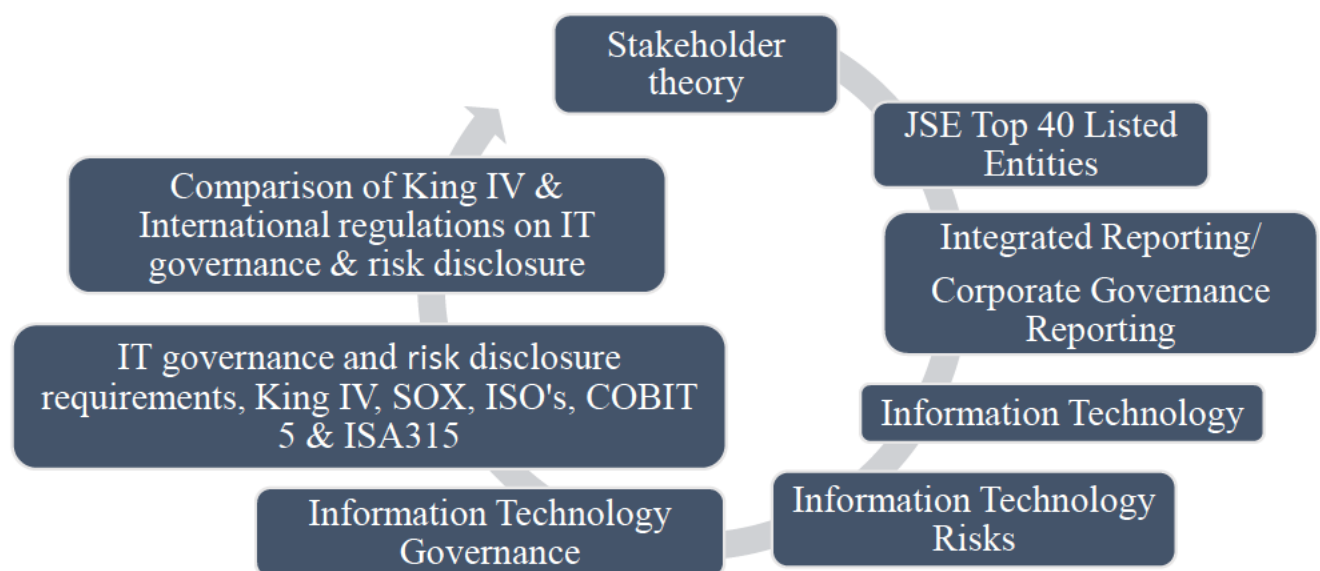 Stakeholder
theory
JSE Top 40 Listed
Entities
Integrated Reporting/
Corporate Governance
Reporting
Information Technology
Information Technology
Risks
Information Technology
Governance
IT governance and risk disclosure
requirements, King IV, SOX, ISO's, COBIT
5 & ISA315
Comparison of King IV &
International regulations on IT
governance & risk disclosure